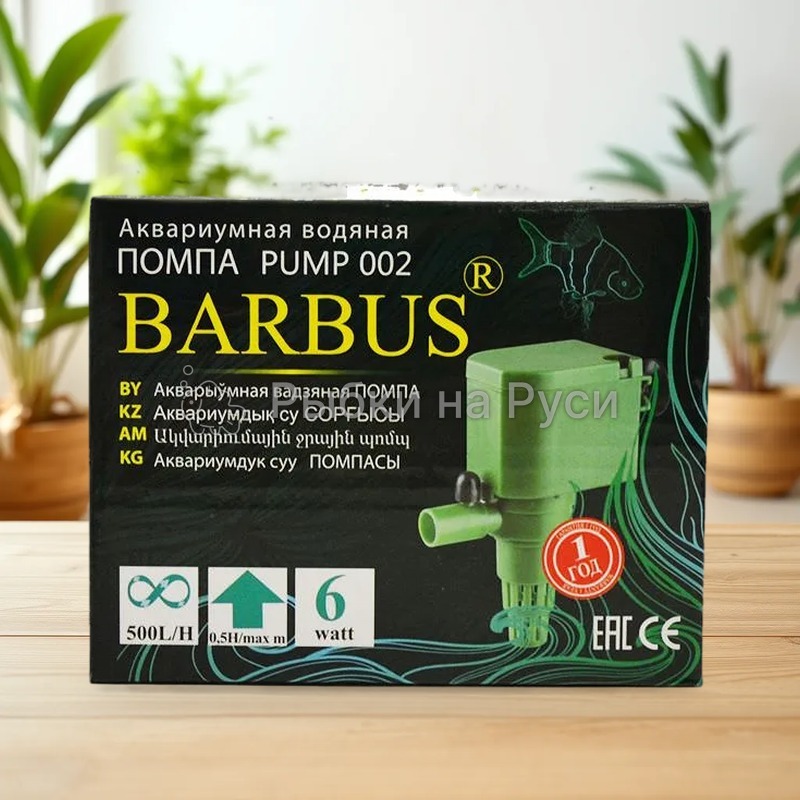 Аквариумная водяная
ПОМПА PUMP 002
BARBUS®
BY Акварыўмная вадзяная ПОМПА
KZ Аквариумдық су СОРҒЫСЫ
AM Ակվարիումային ջրային պոմպ
KG Аквариумдук суу ПОМПАСЫ
Рыбки на Руси
1
ГОД
500L/H
0,5H/max m
6
watt
EAC CE